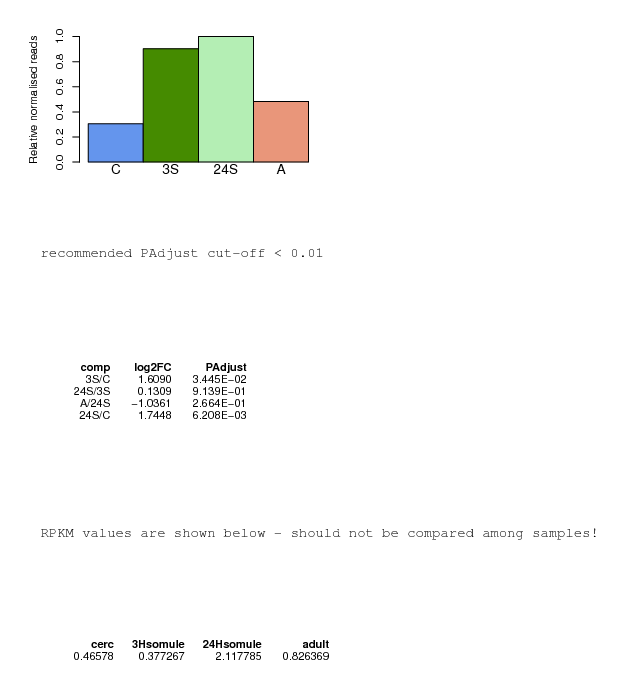 Relative normalised reads
1.0
0.8
0.6
0.4
0.2
0.0
C 3S 24S A
recommended PAdjust cut-off < 0.01
comp log2FC PAdjust
3S/C 1.6090 3.445E−02
24S/3S 0.1309 9.139E−01
A/24S −1.0361 2.664E−01
24S/C 1.7448 6.208E−03
RPKM values are shown below - should not be compared among samples!
cerc 3Hsomule 24Hsomule adult
0.46578 0.377267 2.117785 0.826369